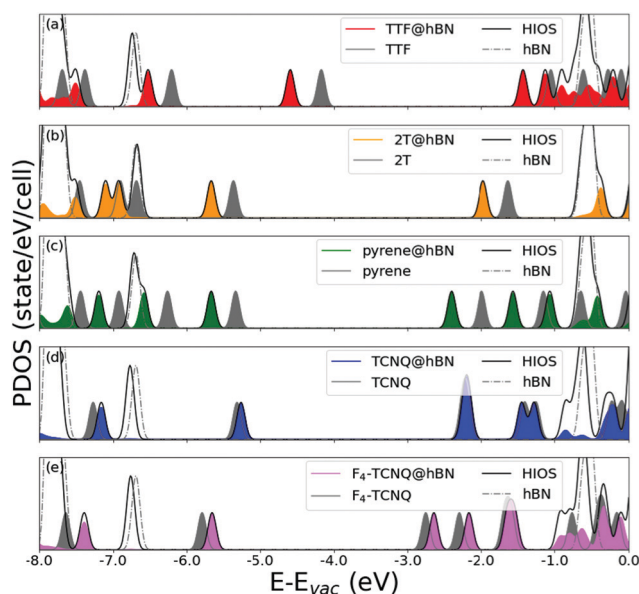 (a)
TTF@hBN
HIOS
TTF
hBN
(b)
2T@hBN
HIOS
2T
hBN
(c)
pyrene@hBN
HIOS
pyrene
hBN
(d)
TCNQ@hBN
HIOS
TCNQ
hBN
(e)
F₄-TCNQ@hBN
HIOS
F₄-TCNQ
hBN
PDOS (state/eV/cell)
-8.0 -7.0 -6.0 -5.0 -4.0 -3.0 -2.0 -1.0 0.0
E-Evac (eV)